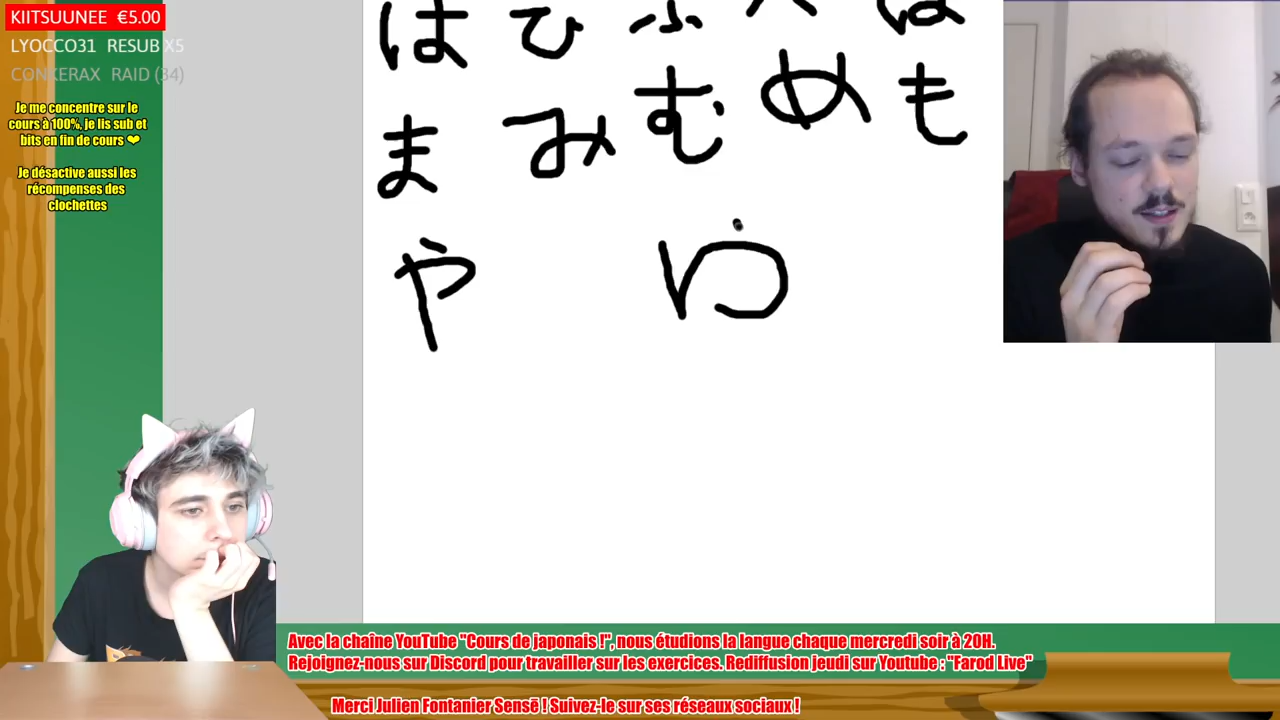 KIITSUUNEE €5.00
LYOCCO31 RESUB X5
CONKERAX RAID (34)
Je me concentre sur le
cours à 100%, je lis sub et
bits en fin de cours ❤
Je désactive aussi les
récompenses des
clochettes
は ひ ふ へ ほ
ま み む め も
や
Avec la chaîne YouTube "Cours de japonais !", nous étudions la langue chaque mercredi soir à 20H.
Rejoignez-nous sur Discord pour travailler sur les exercices. Rediffusion jeudi sur Youtube : "Farod Live"
Merci Julien Fontanier Sensē ! Suivez-le sur ses réseaux sociaux !